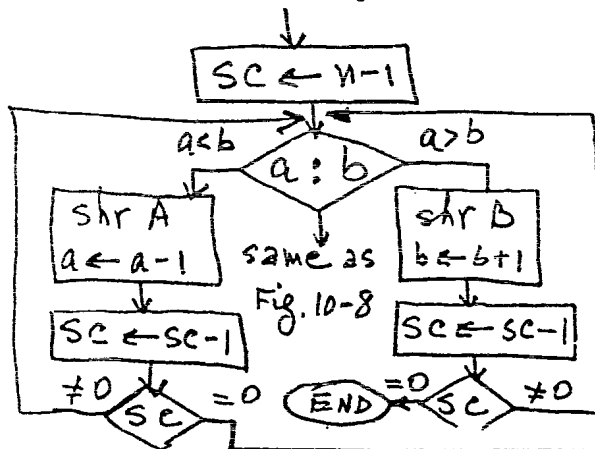 SC ← n-1
a<b
a>b
a : b
shr A
a ← a-1
same as
Fig. 10-8
shr B
b ← b+1
SC ← SC-1
SC ← SC-1
≠0
SC
=0
END
=0
SC
≠0